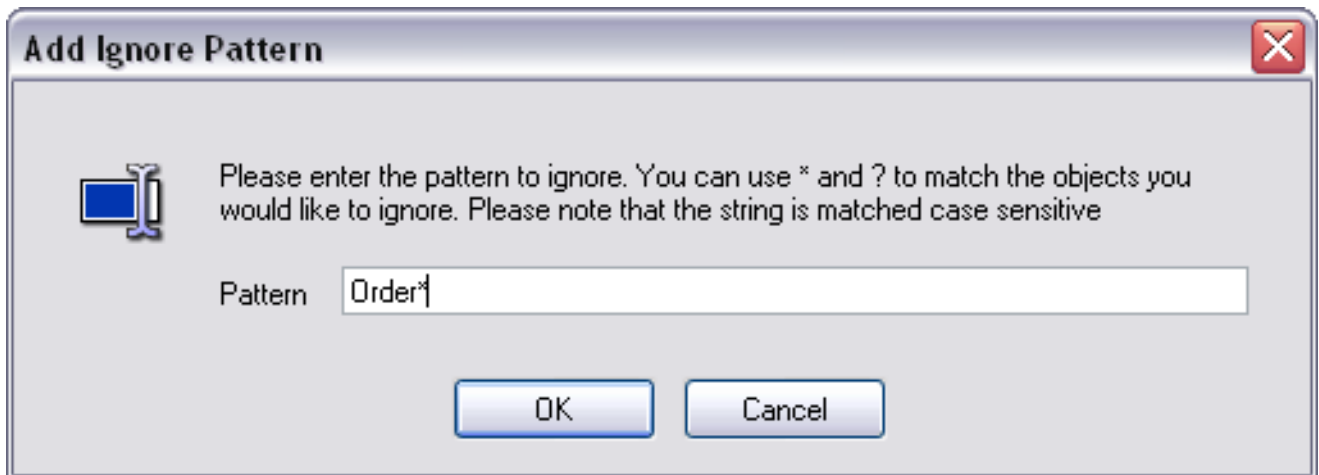 Add Ignore Pattern
Please enter the pattern to ignore. You can use * and ? to match the objects you
would like to ignore. Please note that the string is matched case sensitive
Pattern Order*
OK Cancel